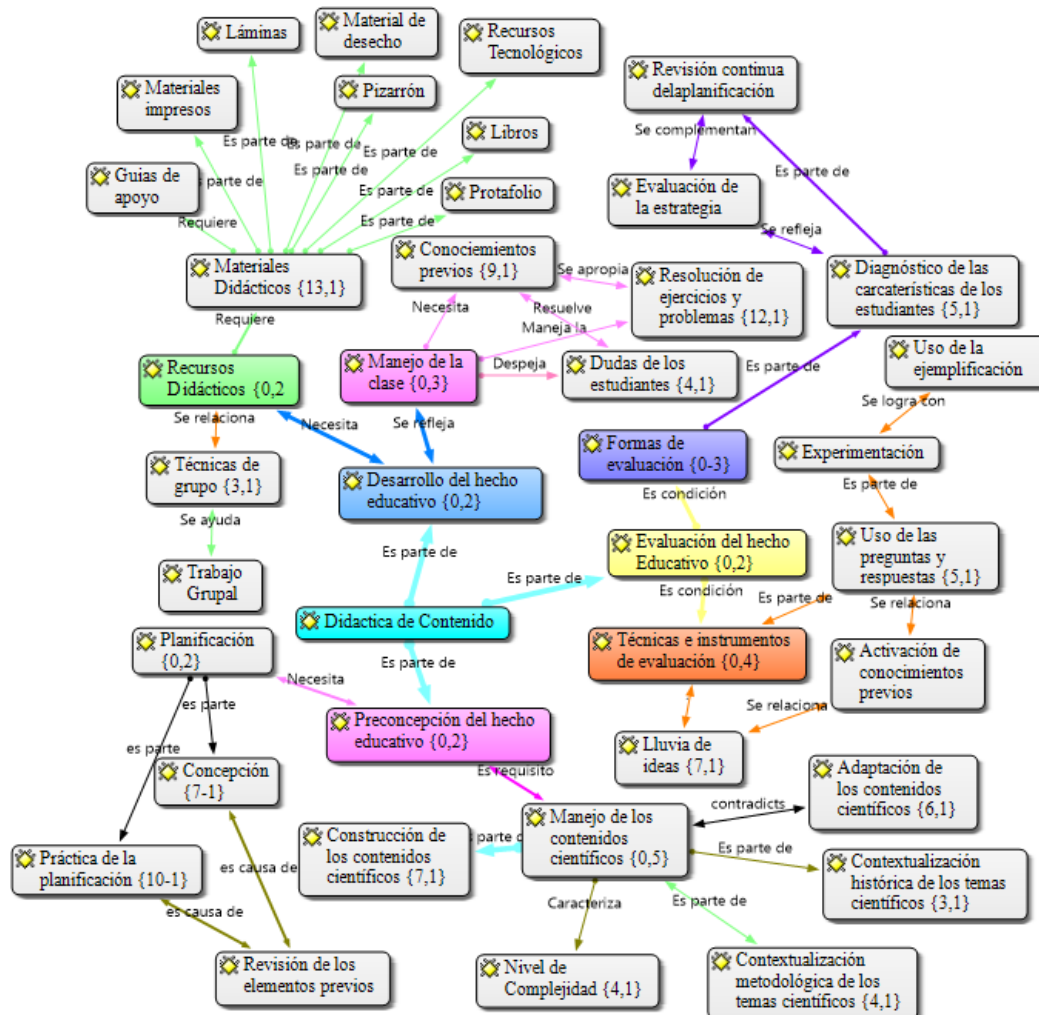 Láminas
Material de
desecho
Recursos
Tecnológicos
Revisión continua
delaplanificación
Materiales
impresos
Pizarrón
Es parte de
Es parte de
Es parte de
Es parte de
Libros
Se complementan
Guias de
apoyo
Es parte de
Es parte de
Protafolio
Evaluación de
la estrategia
Es parte de
Requiere
Es parte de
Se refleja
Materiales
Didácticos {13,1}
Conociemientos
previos {9,1}
Se apropia
Resolución de
ejercicios y
problemas {12,1}
Diagnóstico de las
carcaterísticas de los
estudiantes {5,1}
Requiere
Necesita
Resuelve
Maneja la
Recursos
Didácticos {0,2
Manejo de la
clase {0,3}
Despeja
Dudas de los
estudiantes {4,1}
Es parte de
Uso de la
ejemplificación
Se relaciona
Necesita
Se refleja
Se logra con
Técnicas de
grupo {3,1}
Desarrollo del hecho
educativo {0,2}
Formas de
evaluación {0-3}
Experimentación
Es condición
Es parte de
Se ayuda
Es parte de
Evaluación del hecho
Educativo {0,2}
Uso de las
preguntas y
respuestas {5,1}
Trabajo
Grupal
Es parte de
Es condición
Es parte de
Se relaciona
Didactica de Contenido
Planificación
{0,2}
Técnicas e instrumentos
de evaluación {0,4}
Activación de
conocimientos
previos
Es parte de
Necesita
es parte
Preconcepción del hecho
educativo {0,2}
Se relaciona
Lluvia de
ideas {7,1}
es parte
Concepción
{7-1}
Es requisito
Adaptación de
los contenidos
científicos {6,1}
contradicts
Construcción de
los contenidos
científicos {7,1}
es parte de
Manejo de los
contenidos
científicos {0,5}
Es parte de
Práctica de la
planificación {10-1}
es causa de
Contextualización
histórica de los temas
científicos {3,1}
es causa de
Caracteriza
Es parte de
Revisión de los
elementos previos
Nivel de
Complejidad {4,1}
Contextualización
metodológica de los
temas científicos {4,1}